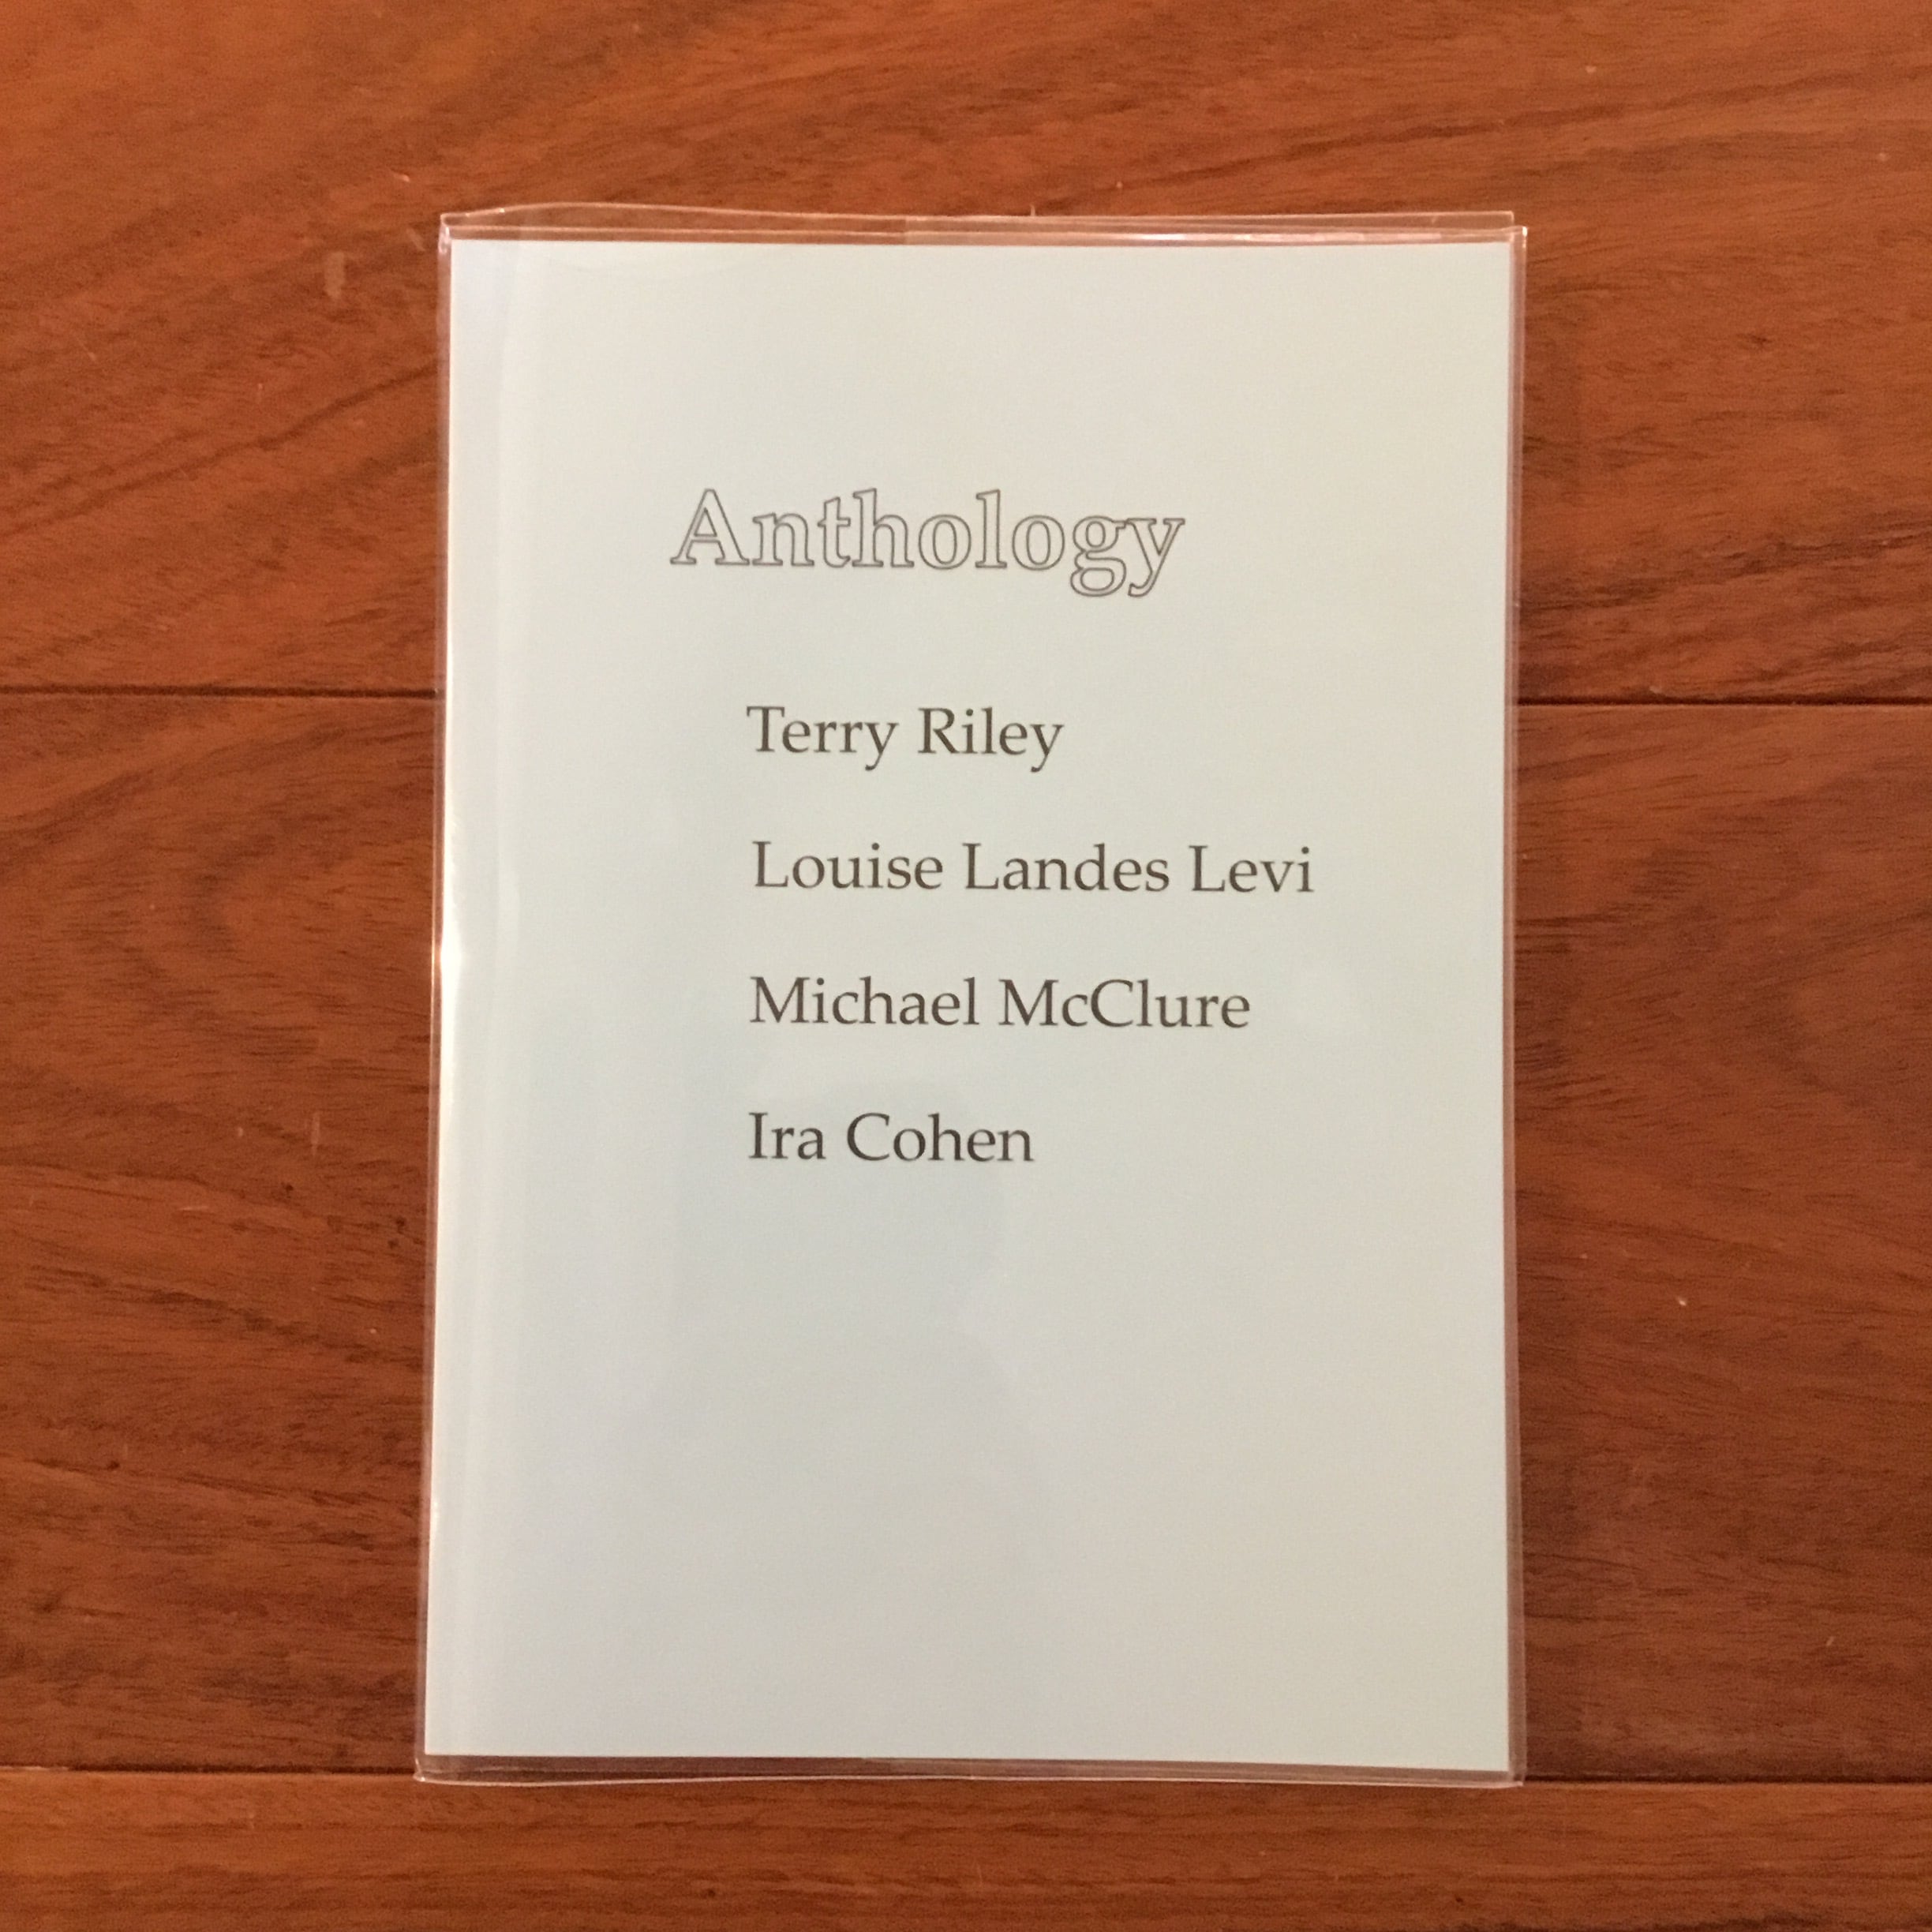 Anthology
Terry Riley
Louise Landes Levi
Michael McClure
Ira Cohen